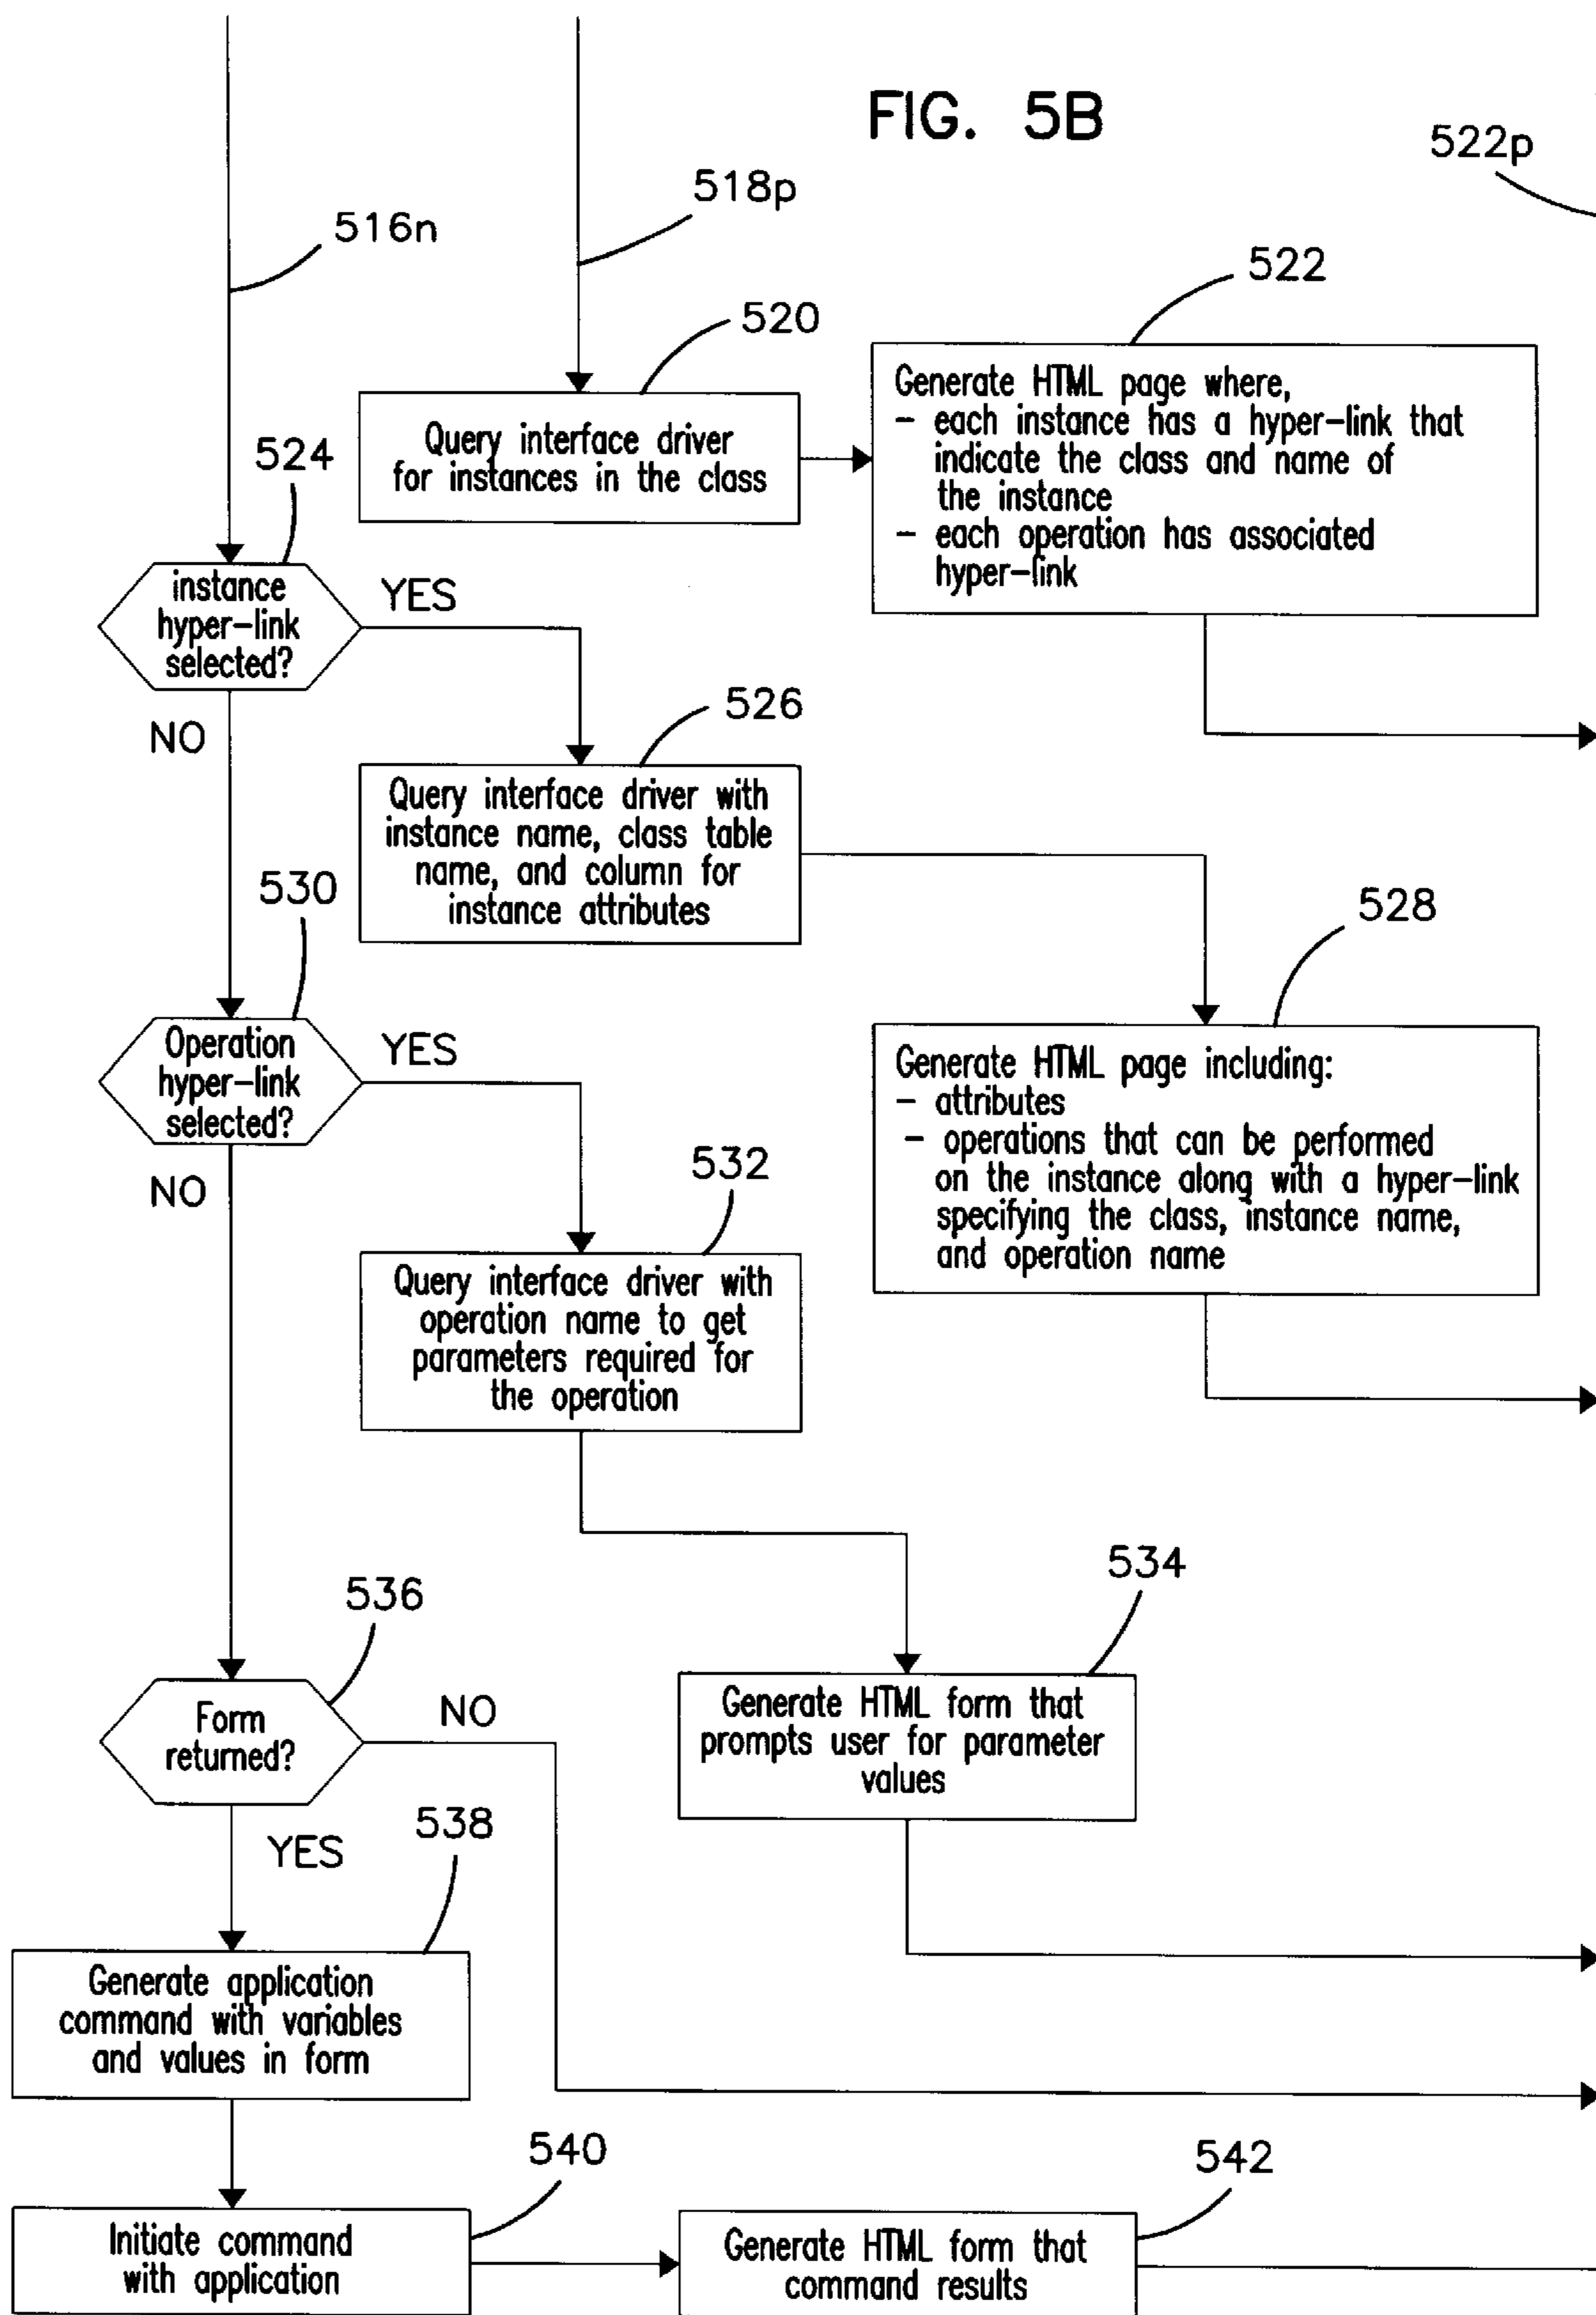 FIG. 5B
522p
518p
516n
522
520
Generate HTML page where,
- each instance has a hyper-link that
indicate the class and name of
the instance
- each operation has associated
hyper-link
Query interface driver
for instances in the class
524
instance
hyper-link
selected?
YES
NO
526
Query interface driver with
instance name, class table
name, and column for
instance attributes
530
528
Operation
hyper-link
selected?
YES
NO
Generate HTML page including:
- attributes
- operations that can be performed
on the instance along with a hyper-link
specifying the class, instance name,
and operation name
532
Query interface driver with
operation name to get
parameters required for
the operation
534
536
Form
returned?
NO
YES
Generate HTML form that
prompts user for parameter
values
538
Generate application
command with variables
and values in form
540
542
Initiate command
with application
Generate HTML form that
command results